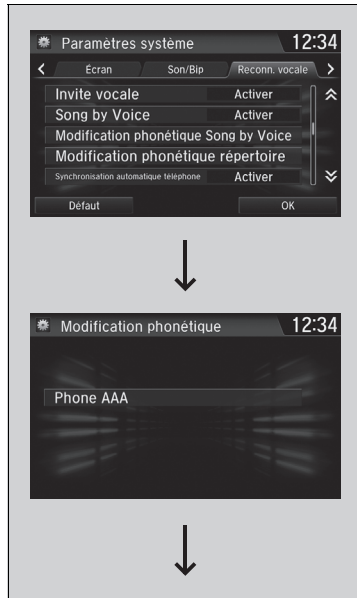 Paramètres système 12:34
Écran Son/Bip Reconn. vocale
Invite vocale Activer
Song by Voice Activer
Modification phonétique Song by Voice
Modification phonétique répertoire
Synchronisation automatique téléphone Activer
Défaut OK
Modification phonétique 12:34
Phone AAA